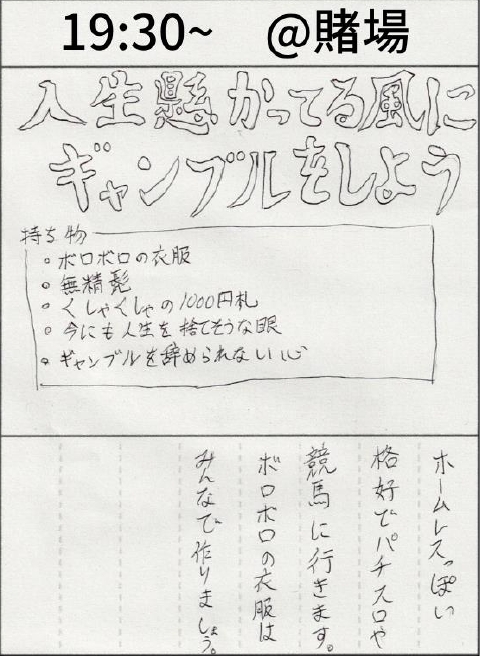 19:30~ @賭場
人生懸かってる風に
ギャンブルをしよう
持ち物
・ボロボロの衣服
・無精髭
・くしゃくしゃの1000円札
・今にも人生を捨てそうな眼
・ギャンブルを辞められない心
ホームレスっぽい
格好でパチスロや
競馬に行きます。
ボロボロの衣服は
みんなで作りましょう。